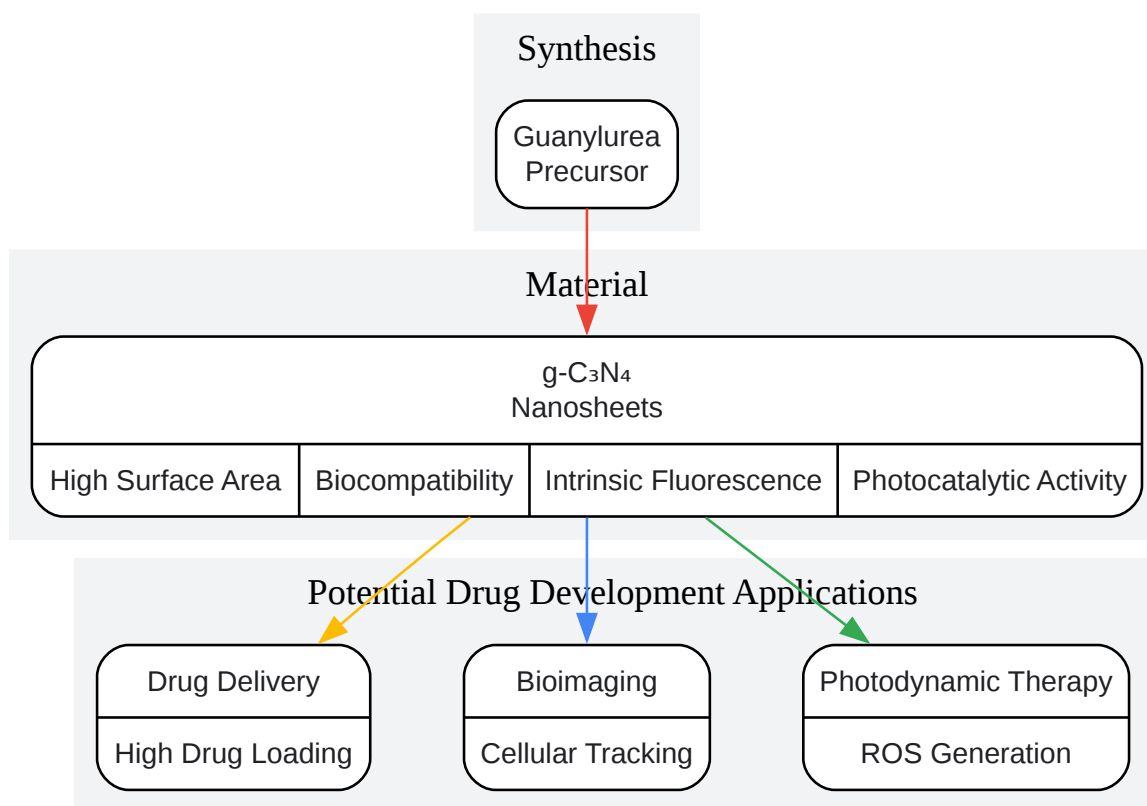 Synthesis
Guanylurea
Precursor
Material
g-C₃N₄
Nanosheets
High Surface Area
Biocompatibility
Intrinsic Fluorescence
Photocatalytic Activity
Potential Drug Development Applications
Drug Delivery
High Drug Loading
Bioimaging
Cellular Tracking
Photodynamic Therapy
ROS Generation